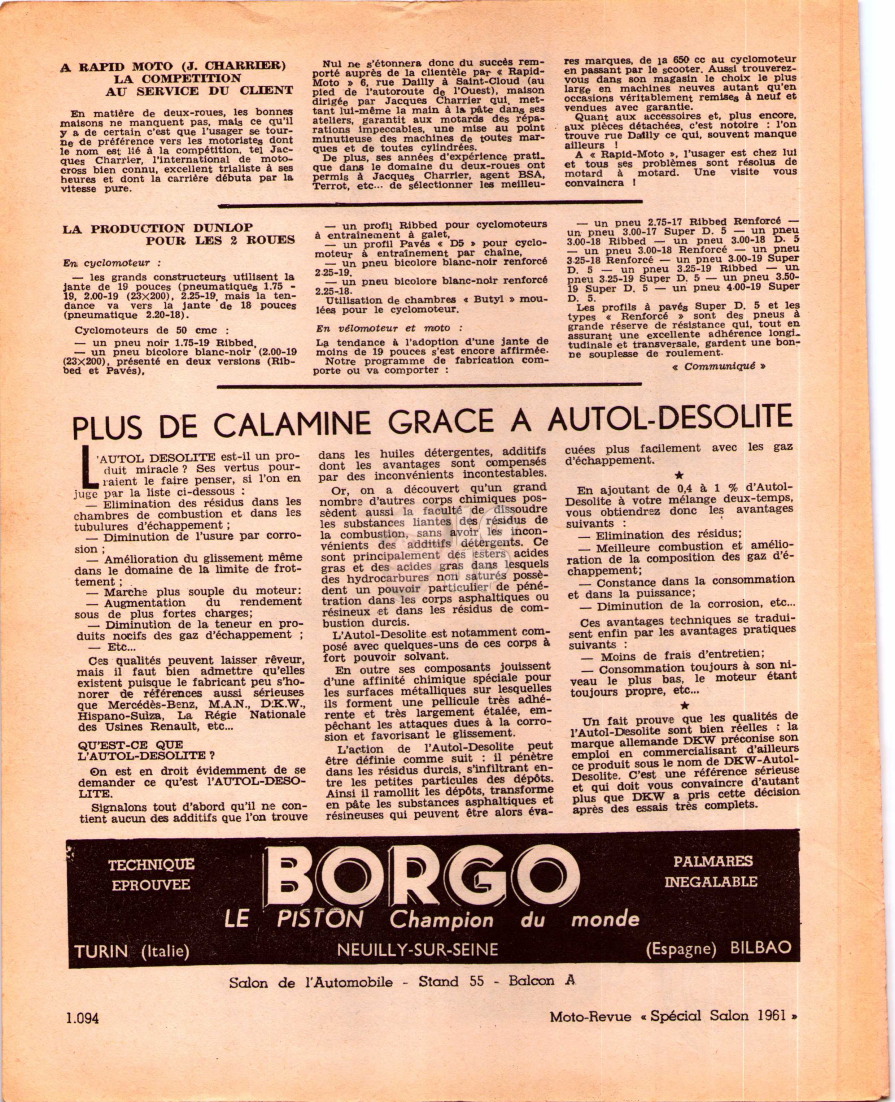 A RAPID MOTO (J. CHARRIER)
LA COMPETITION
AU SERVICE DU CLIENT
En matière de deux-roues, les bonnes
maisons ne manquent pas, mais ce qu'il
y a de certain c'est que l'usager se tour-
ne de préférence vers les motoristes dont
le nom est lié à la compétition, tel Jac-
ques Charrier, l'international de moto-
cross bien connu, excellent trialiste à ses
heures et dont la carrière débuta par la
vitesse pure.
Nul ne s'étonnera donc du succès rem-
porté auprès de la clientèle par « Rapid-
Moto » 6, rue Dailly à Saint-Cloud (au
pied de l'autoroute de l'Ouest), maison
dirigée par Jacques Charrier qui, met-
tant lui-même la main à la pâte dans ses
ateliers, garantit aux motards des répa-
rations impeccables, une mise au point
minutieuse des machines de toutes mar-
ques et de toutes cylindrées.
De plus, ses années d'expérience prati-
que dans le domaine du deux-roues ont
permis à Jacques Charrier, agent BSA,
Terrot, etc... de sélectionner les meilleu-
res marques, de la 650 cc au cyclomoteur
en passant par le scooter. Aussi trouverez-
vous dans son magasin le choix le plus
large en machines neuves autant qu'en
occasions véritablement remises à neuf et
vendues avec garantie.
Quant aux accessoires et, plus encore,
aux pièces détachées, c'est notoire : l'on
trouve rue Dailly ce qui, souvent manque
ailleurs !
A « Rapid-Moto », l'usager est chez lui
et tous ses problèmes sont résolus de
motard à motard. Une visite vous
convaincra !
LA PRODUCTION DUNLOP
POUR LES 2 ROUES
En cyclomoteur :
— les grands constructeurs utilisent la
jante de 19 pouces (pneumatiques 1.75 -
19, 2.00-19 (23×200), 2.25-19, mais la ten-
dance va vers la jante de 18 pouces
(pneumatique 2.20-18).
Cyclomoteurs de 50 cmc :
— un pneu noir 1.75-19 Ribbed,
— un pneu bicolore blanc-noir (2.00-19
(23×200), présenté en deux versions (Rib-
bed et Pavés),
— un profil Ribbed pour cyclomoteurs
à entraînement à galet,
— un profil Pavés « D5 » pour cyclo-
moteur à entraînement par chaîne,
— un pneu bicolore blanc-noir renforcé
2.25-19,
— un pneu bicolore blanc-noir renforcé
2.25-18.
Utilisation de chambres « Butyl » mou-
lées pour le cyclomoteur.
En vélomoteur et moto :
La tendance à l'adoption d'une jante de
moins de 19 pouces s'est encore affirmée.
Notre programme de fabrication com-
porte ou va comporter :
— un pneu 2.75-17 Ribbed Renforcé —
un pneu 3.00-17 Super D. 5 — un pneu
3.00-18 Ribbed — un pneu 3.00-18 D. 5
— un pneu 3.00-18 Renforcé — un pneu
3.25-18 Renforcé — un pneu 3.00-19 Super
D. 5 — un pneu 3.25-19 Ribbed — un
pneu 3.25-19 Super D. 5 — un pneu 3.50-
19 Super D. 5 — un pneu 4.00-19 Super
D. 5.
Les profils à pavés Super D. 5 et les
types « Renforcé » sont des pneus à
grande réserve de résistance qui, tout en
assurant une excellente adhérence longi-
tudinale et transversale, gardent une bon-
ne souplesse de roulement.
« Communiqué »
PLUS DE CALAMINE GRACE A AUTOL-DESOLITE
L'AUTOL DESOLITE est-il un pro-
duit miracle ? Ses vertus pour-
raient le faire penser, si l'on en
juge par la liste ci-dessous :
— Elimination des résidus dans les
chambres de combustion et dans les
tubulures d'échappement ;
— Diminution de l'usure par corro-
sion ;
— Amélioration du glissement même
dans le domaine de la limite de frot-
tement ;
— Marche plus souple du moteur:
— Augmentation du rendement
sous de plus fortes charges;
— Diminution de la teneur en pro-
duits nocifs des gaz d'échappement ;
— Etc...
Ces qualités peuvent laisser rêveur,
mais il faut bien admettre qu'elles
existent puisque le fabricant peu s'ho-
norer de références aussi sérieuses
que Mercédès-Benz, M.A.N., D.K.W.,
Hispano-Suiza, La Régie Nationale
des Usines Renault, etc...
QU'EST-CE QUE
L'AUTOL-DESOLITE ?
On est en droit évidemment de se
demander ce qu'est l'AUTOL-DESO-
LITE.
Signalons tout d'abord qu'il ne con-
tient aucun des additifs que l'on trouve
dans les huiles détergentes, additifs
dont les avantages sont compensés
par des inconvénients incontestables.
Or, on a découvert qu'un grand
nombre d'autres corps chimiques pos-
sèdent aussi la faculté de dissoudre
les substances liantes des résidus de
la combustion, sans avoir les incon-
vénients des additifs détergents. Ce
sont principalement des esters acides
gras et des acides gras dans lesquels
des hydrocarbures non saturés possè-
dent un pouvoir particulier de péné-
tration dans les corps asphaltiques ou
résineux et dans les résidus de com-
bustion durcis.
L'Autol-Desolite est notamment com-
posé avec quelques-uns de ces corps à
fort pouvoir solvant.
En outre ses composants jouissent
d'une affinité chimique spéciale pour
les surfaces métalliques sur lesquelles
ils forment une pellicule très adhé-
rente et très largement étalée, em-
pêchant les attaques dues à la corro-
sion et favorisant le glissement.
L'action de l'Autol-Desolite peut
être définie comme suit : il pénètre
dans les résidus durcis, s'infiltrant en-
tre les petites particules des dépôts.
Ainsi il ramollit les dépôts, transforme
en pâte les substances asphaltiques et
résineuses qui peuvent être alors éva-
cuées plus facilement avec les gaz
d'échappement.
★
En ajoutant de 0,4 à 1 % d'Autol-
Desolite à votre mélange deux-temps,
vous obtiendrez donc les avantages
suivants :
— Elimination des résidus;
— Meilleure combustion et amélio-
ration de la composition des gaz d'é-
chappement;
— Constance dans la consommation
et dans la puissance;
— Diminution de la corrosion, etc...
Ces avantages techniques se tradui-
sent enfin par les avantages pratiques
suivants :
— Moins de frais d'entretien;
— Consommation toujours à son ni-
veau le plus bas, le moteur étant
toujours propre, etc...
★
Un fait prouve que les qualités de
l'Autol-Desolite sont bien réelles : la
marque allemande DKW préconise son
emploi en commercialisant d'ailleurs
ce produit sous le nom de DKW-Autol-
Desolite. C'est une référence sérieuse
et qui doit vous convaincre d'autant
plus que DKW a pris cette décision
après des essais très complets.
TECHNIQUE
EPROUVEE
BORGO
PALMARES
INEGALABLE
LE PISTON Champion du monde
TURIN (Italie)
NEUILLY-SUR-SEINE
(Espagne) BILBAO
Salon de l'Automobile - Stand 55 - Balcon A
1.094
Moto-Revue « Spécial Salon 1961 »